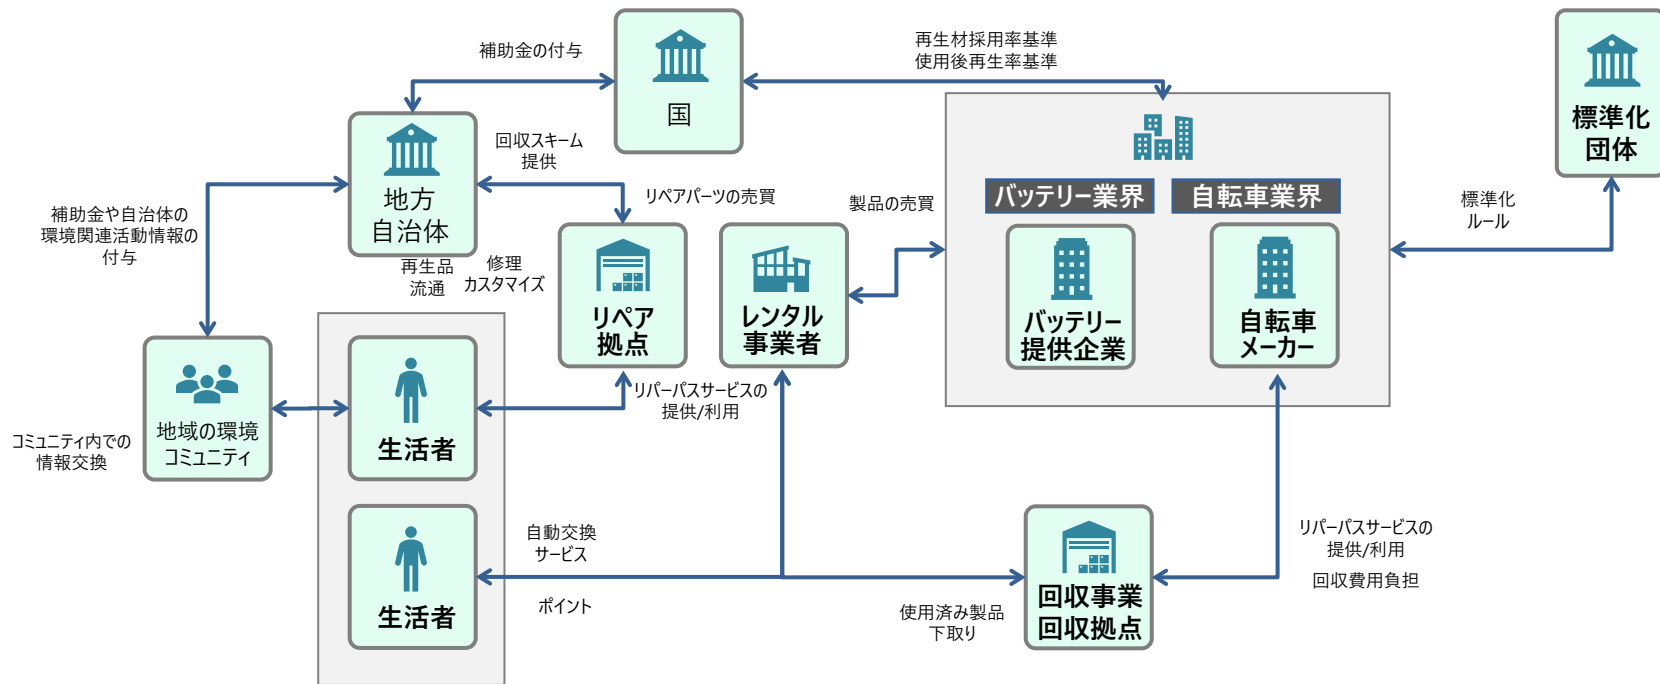 補助金の付与
国
再生材採用率基準
使用後再生率基準
標準化
団体
地方
自治体
回収スキーム
提供
リペアパーツの売買
製品の売買
バッテリー業界
自転車業界
標準化
ルール
補助金や自治体の
環境関連活動情報の
付与
再生品
流通
修理
カスタマイズ
リペア
拠点
レンタル
事業者
バッテリー
提供企業
自転車
メーカー
地域の環境
コミュニティ
コミュニティ内での
情報交換
生活者
リパーパスサービスの
提供/利用
生活者
自動交換
サービス
ポイント
使用済み製品
下取り
回収事業
回収拠点
リパーパスサービスの
提供/利用
回収費用負担